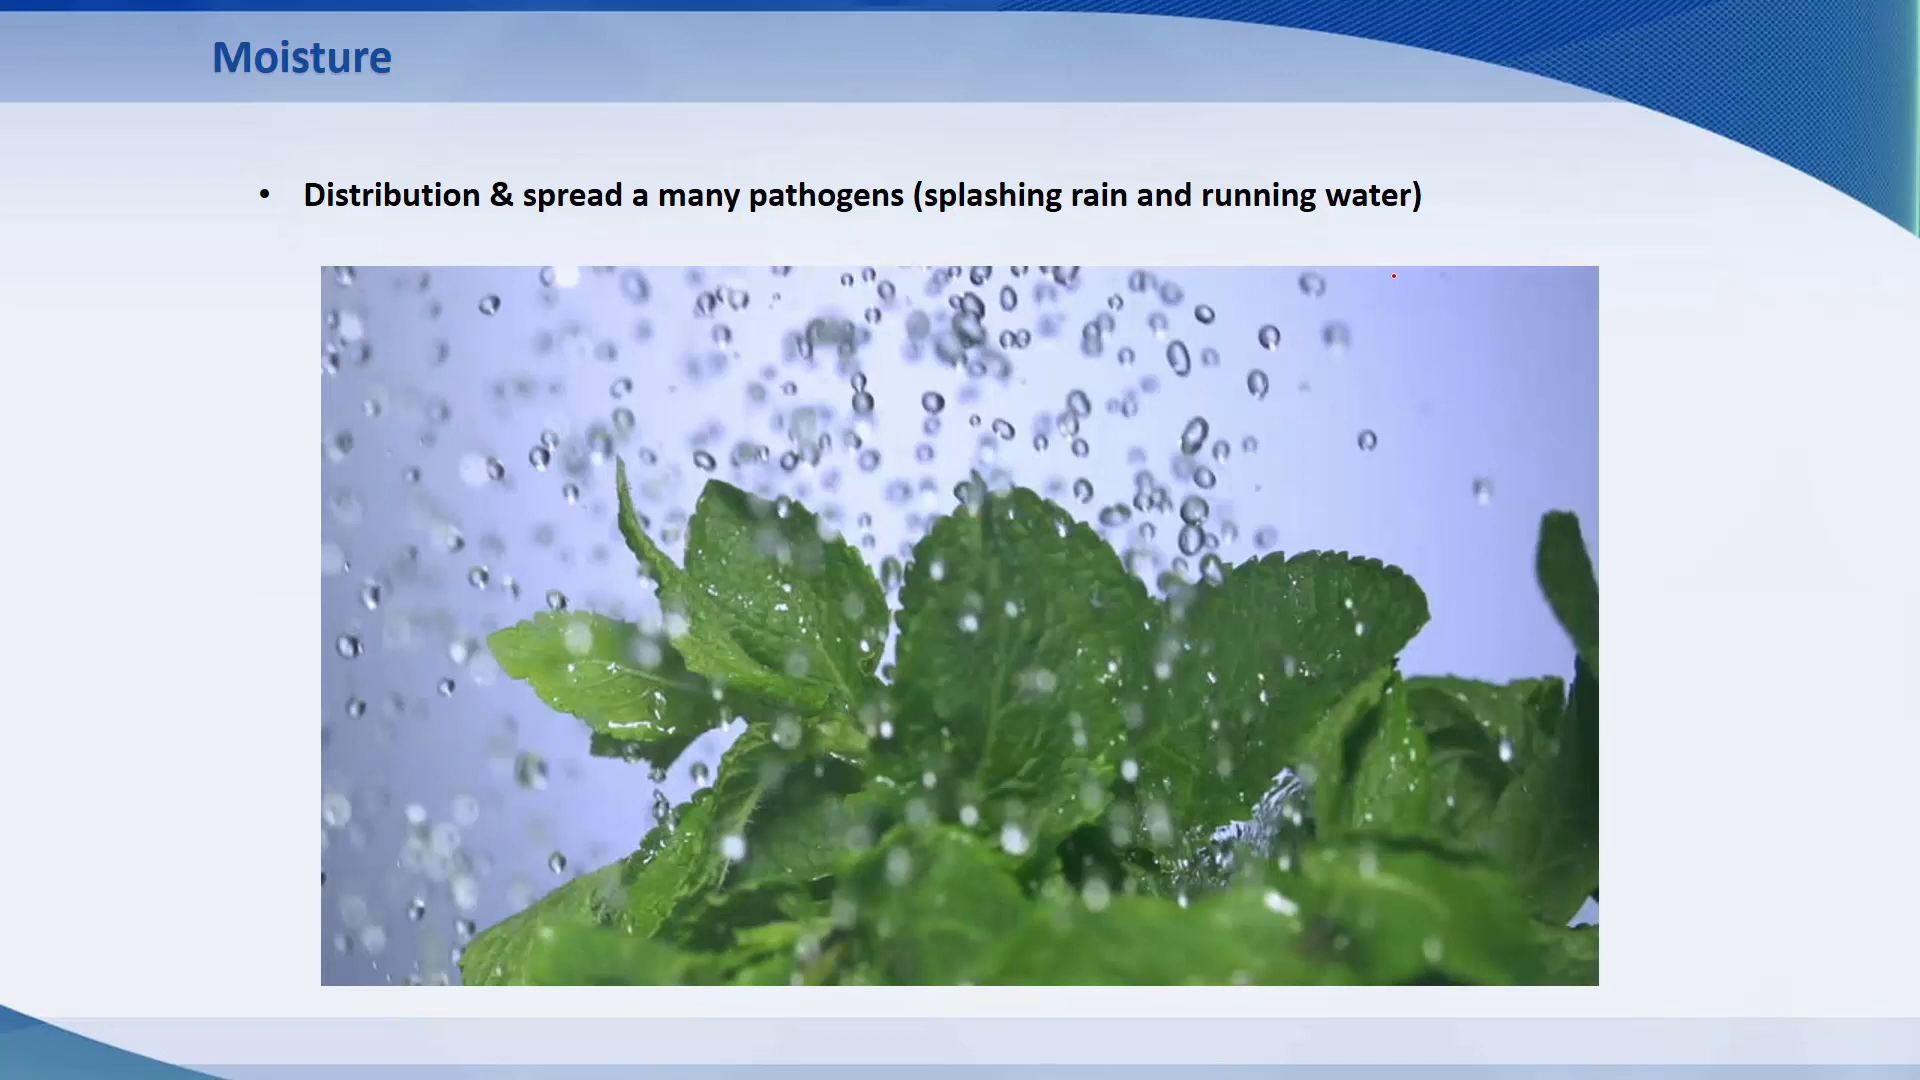 Moisture
• Distribution & spread a many pathogens (splashing rain and running water)